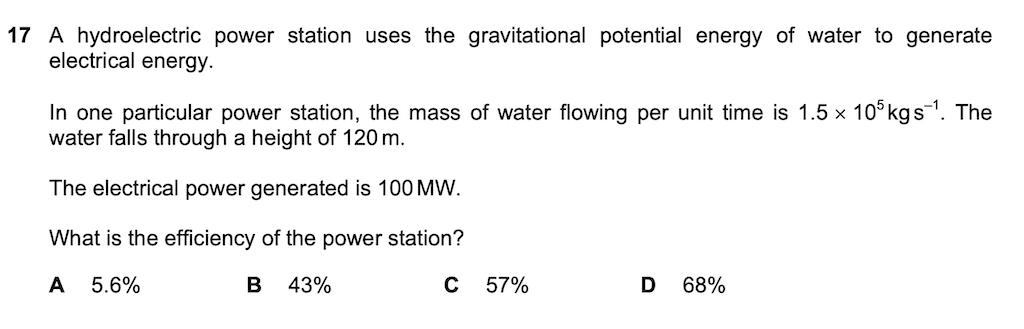 17 A hydroelectric power station uses the gravitational potential energy of water to generate
electrical energy.
In one particular power station, the mass of water flowing per unit time is 1.5 × 10⁵ kg s⁻¹. The
water falls through a height of 120 m.
The electrical power generated is 100 MW.
What is the efficiency of the power station?
A 5.6% B 43% C 57% D 68%